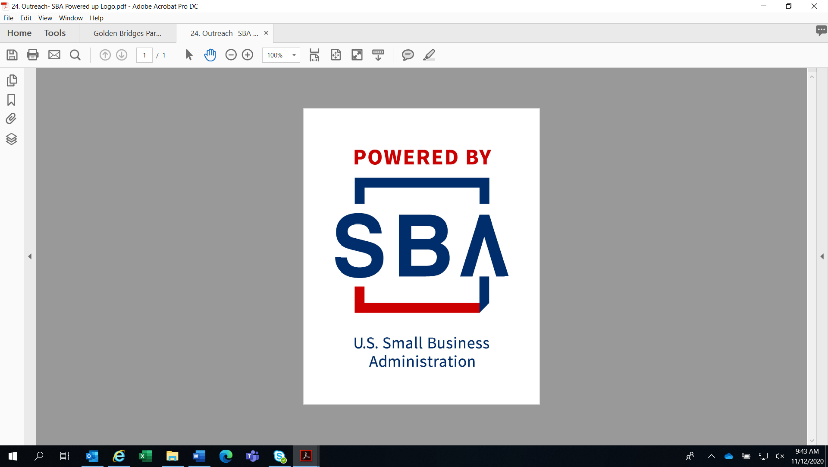 24. Outreach- SBA Powered up Logo.pdf - Adobe Acrobat Pro DC
File Edit View Window Help
Home Tools Golden Bridges Par... 24. Outreach- SBA ... ×
1 / 1 100%
POWERED BY
SBA
U.S. Small Business
Administration
9:43 AM
11/12/2020